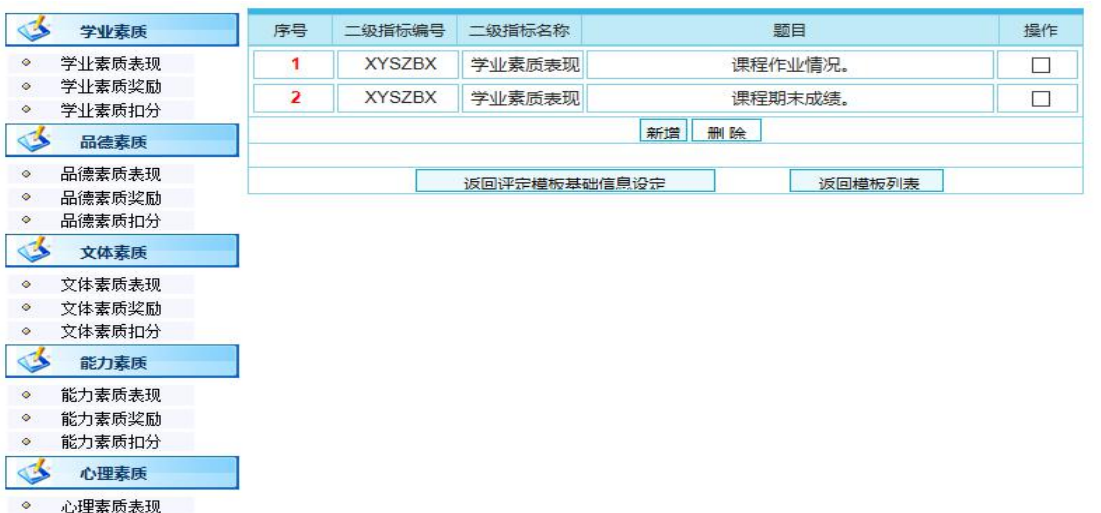 学业素质
学业素质表现
学业素质奖励
学业素质扣分
品德素质
品德素质表现
品德素质奖励
品德素质扣分
文体素质
文体素质表现
文体素质奖励
文体素质扣分
能力素质
能力素质表现
能力素质奖励
能力素质扣分
心理素质
心理素质表现
序号 二级指标编号 二级指标名称 题目 操作
1 XYSZBX 学业素质表现 课程作业情况。
2 XYSZBX 学业素质表现 课程期末成绩。
新增 删 除
返回评定模板基础信息设定 返回模板列表